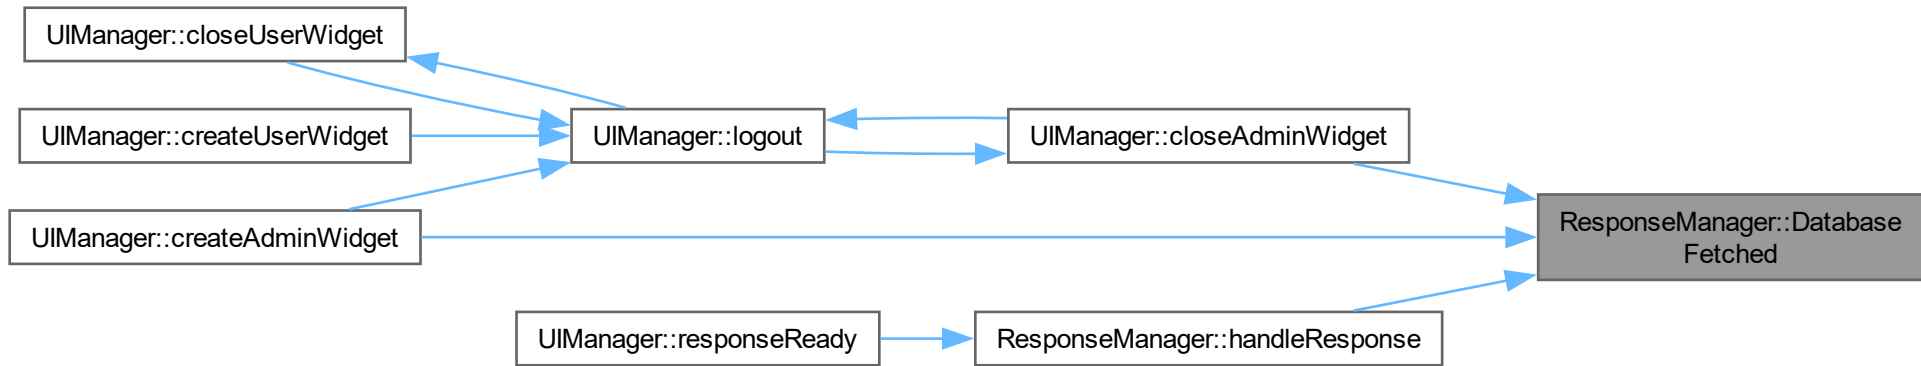 UIManager::closeUserWidget
UIManager::createUserWidget
UIManager::logout
UIManager::closeAdminWidget
UIManager::createAdminWidget
ResponseManager::Database
Fetched
UIManager::responseReady
ResponseManager::handleResponse